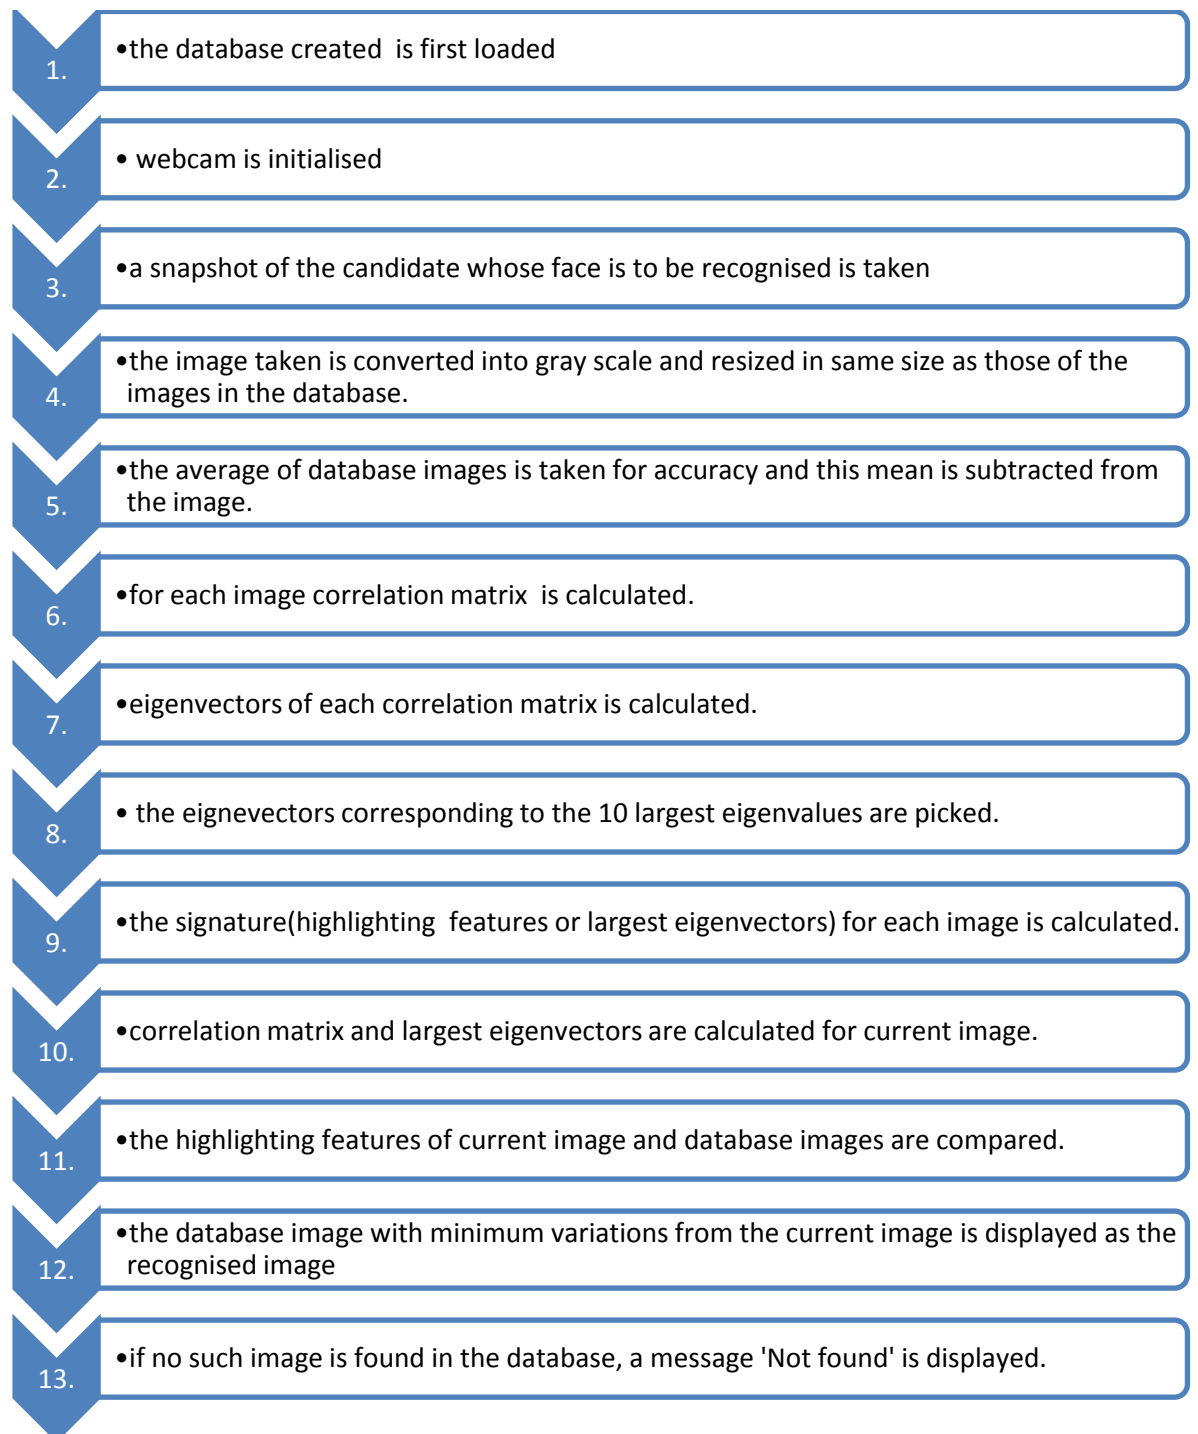 1.
•the database created  is first loaded
2.
• webcam is initialised
3.
•a snapshot of the candidate whose face is to be recognised is taken
4.
•the image taken is converted into gray scale and resized in same size as those of the
images in the database.
5.
•the average of database images is taken for accuracy and this mean is subtracted from
the image.
6.
•for each image correlation matrix  is calculated.
7.
•eigenvectors of each correlation matrix is calculated.
8.
• the eignevectors corresponding to the 10 largest eigenvalues are picked.
9.
•the signature(highlighting  features or largest eigenvectors) for each image is calculated.
10.
•correlation matrix and largest eigenvectors are calculated for current image.
11.
•the highlighting features of current image and database images are compared.
12.
•the database image with minimum variations from the current image is displayed as the
recognised image
13.
•if no such image is found in the database, a message 'Not found' is displayed.